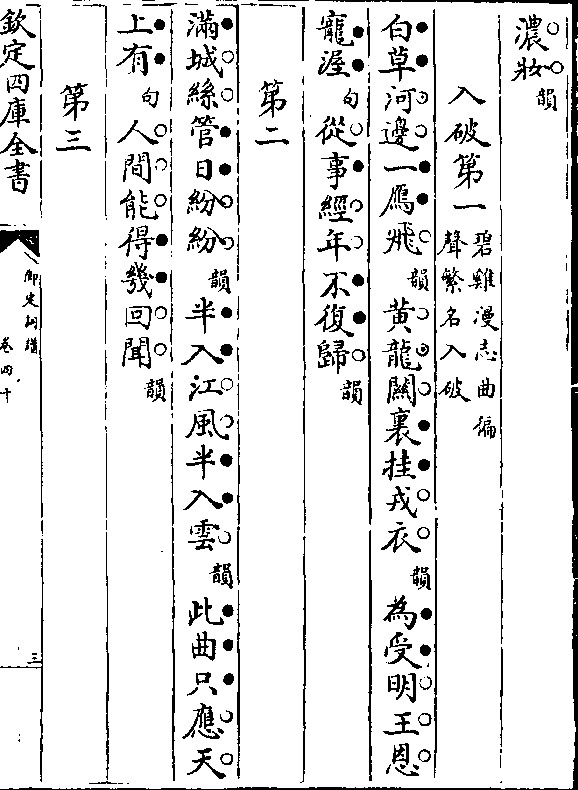 濃妝韻
入破第一碧雞漫志曲徧
聲繁名入破
白草河邊一鴈飛韻黃龍闗裏挂戎衣韻為受明王恩
寵渥句從事經年不復歸韻
第二
滿城絲管日紛紛韻半入江風半入雲韻此曲只應天
上有句人間能得幾回聞韻
第三
欽定四庫全書
御定詞譜
卷四十
三